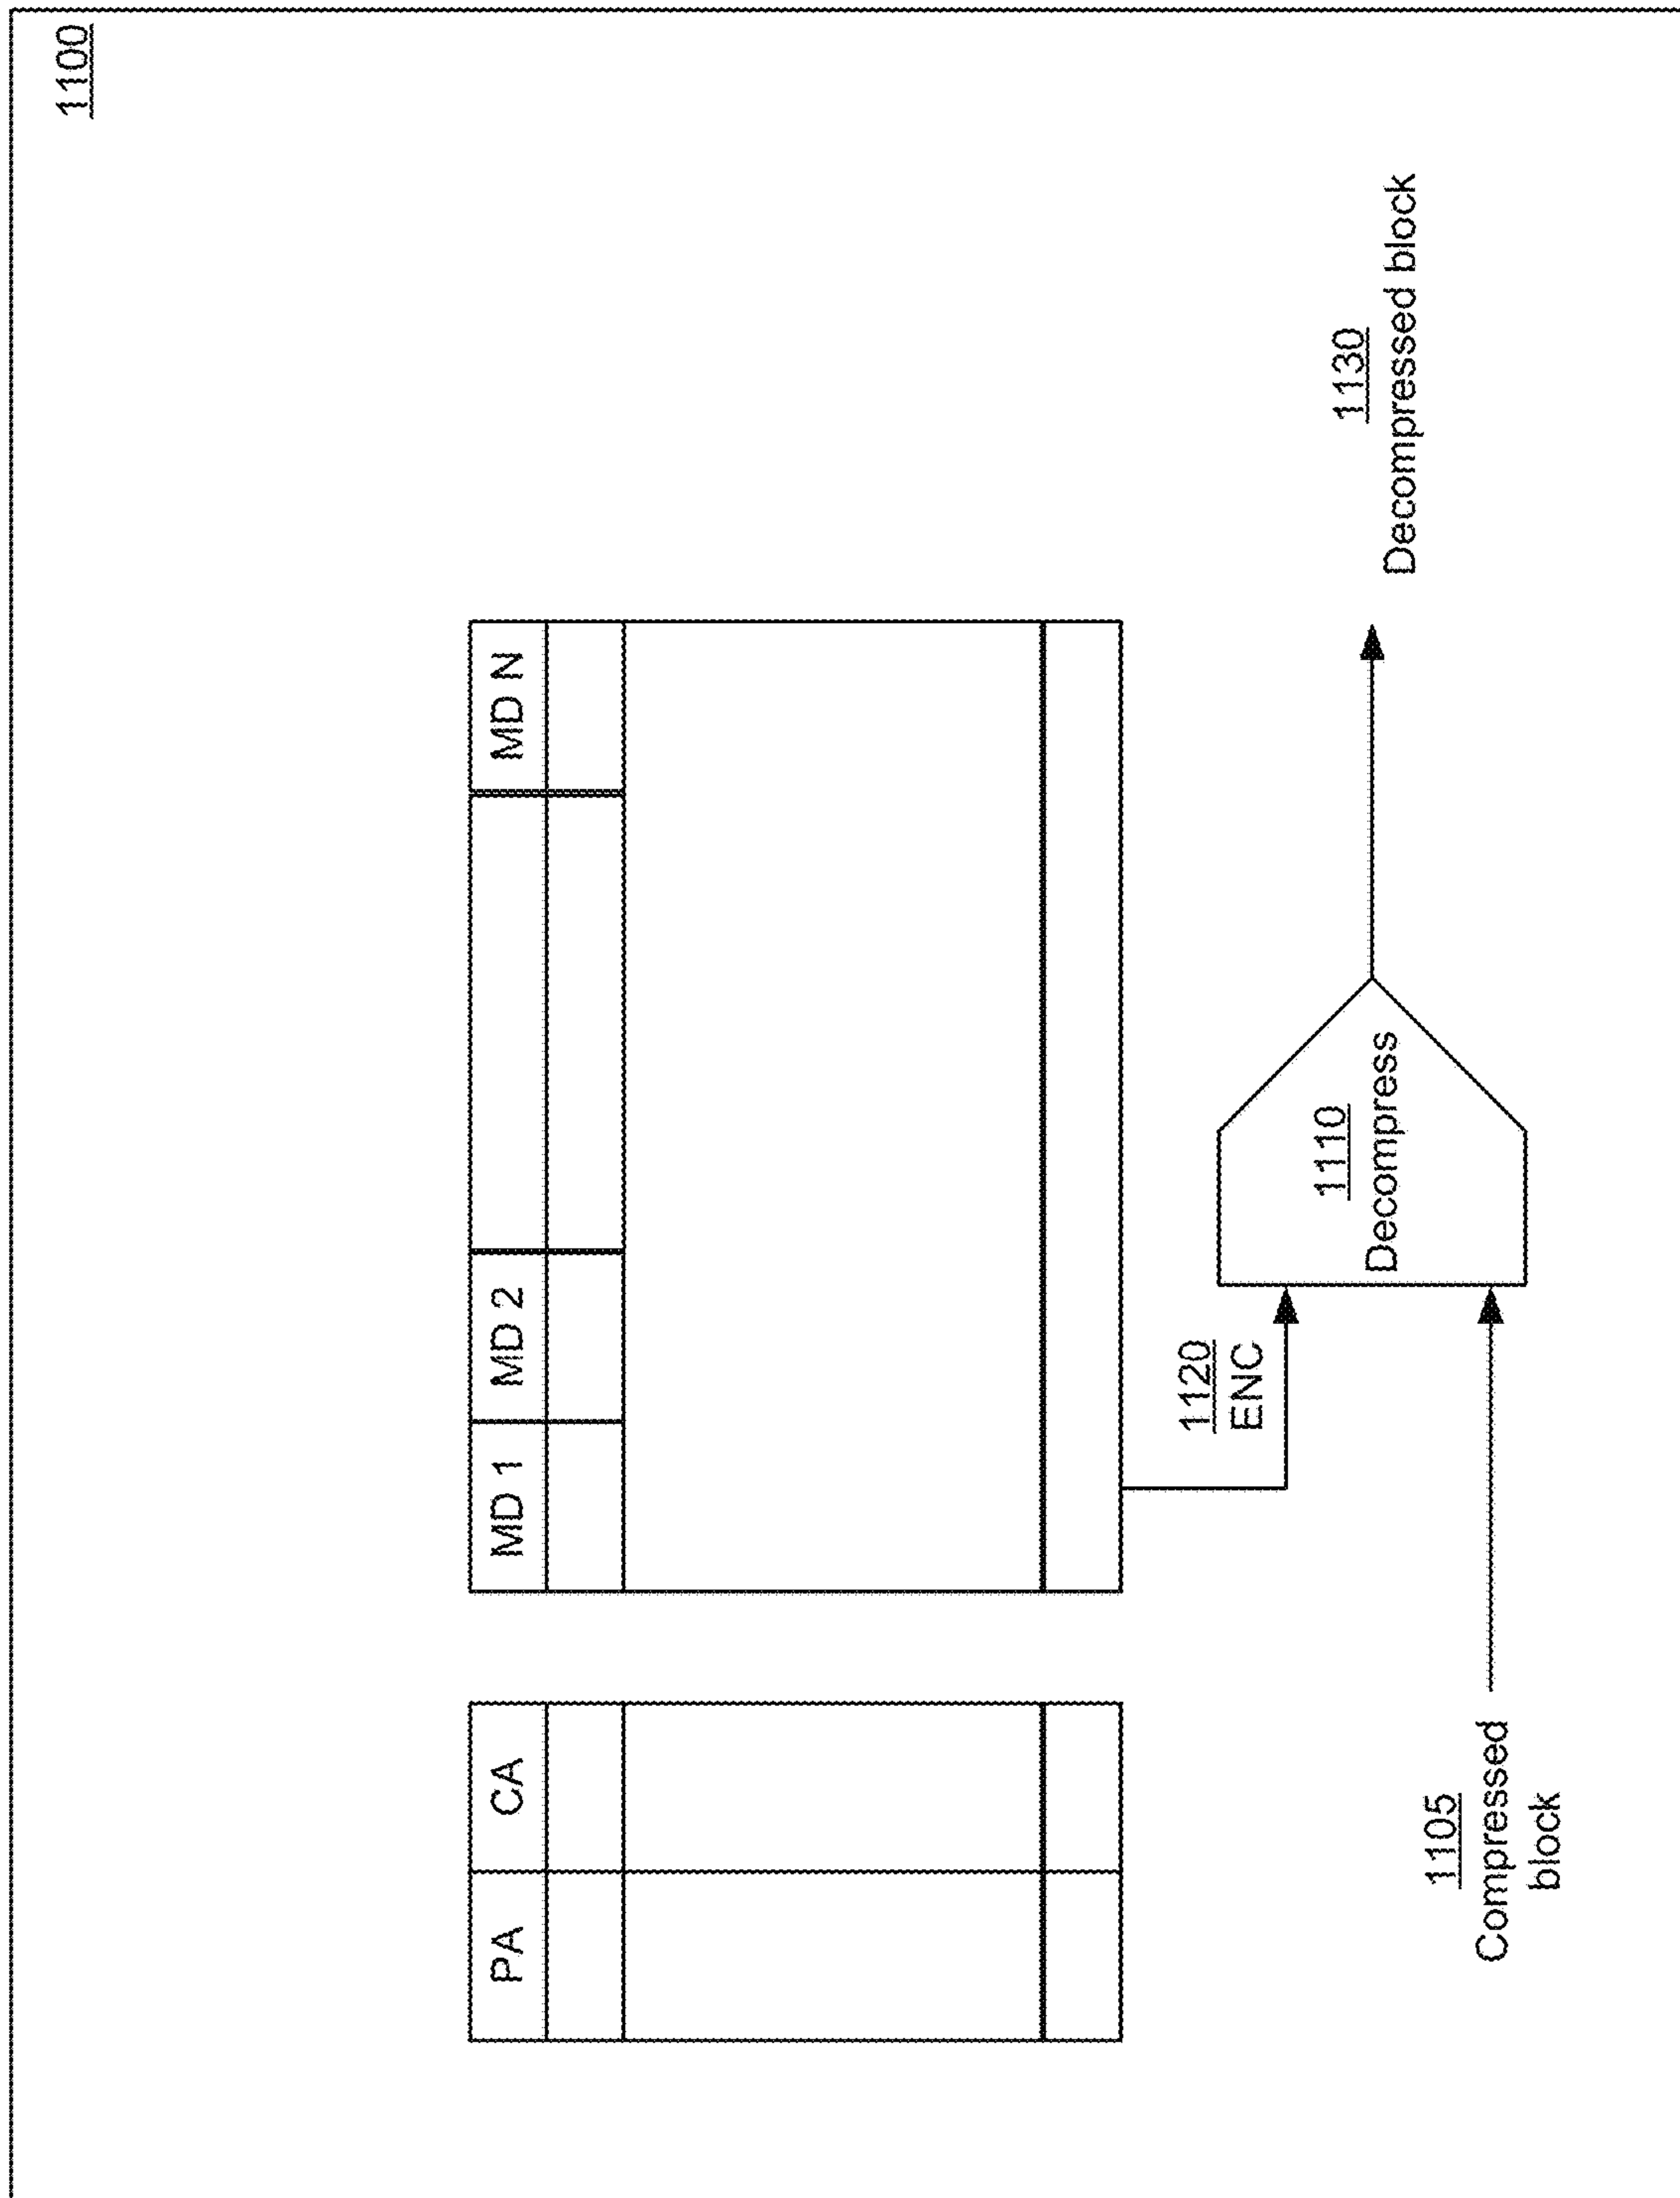 1100
PA
CA
MD 1
MD 2
MD N
1120
ENC
1110
Decompress
1130
Decompressed block
1105
Compressed
block